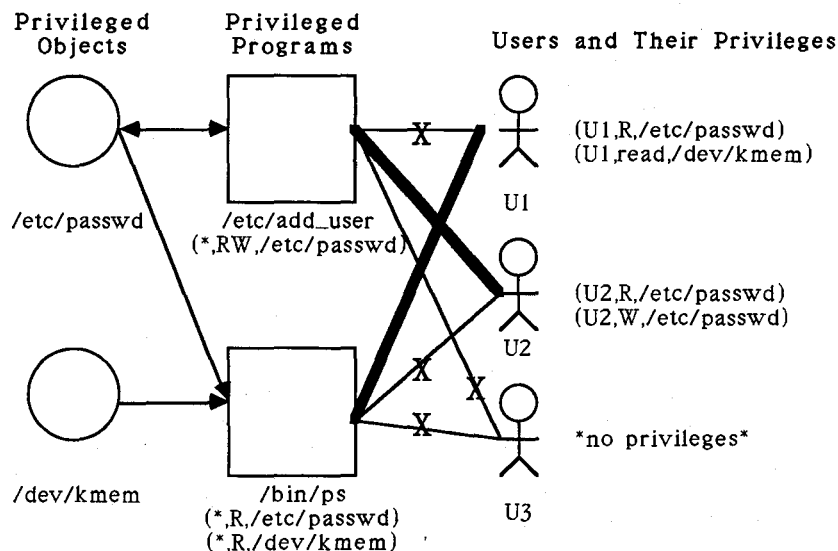 Privileged Objects
Privileged Programs
Users and Their Privileges
/etc/passwd
/etc/add_user
(*,RW,/etc/passwd)
X
(U1,R,/etc/passwd)
(U1,read,/dev/kmem)
U1
(U2,R,/etc/passwd)
(U2,W,/etc/passwd)
U2
X
X
X
*no privileges*
U3
/dev/kmem
/bin/ps
(*,R,/etc/passwd)
(*,R,/dev/kmem)